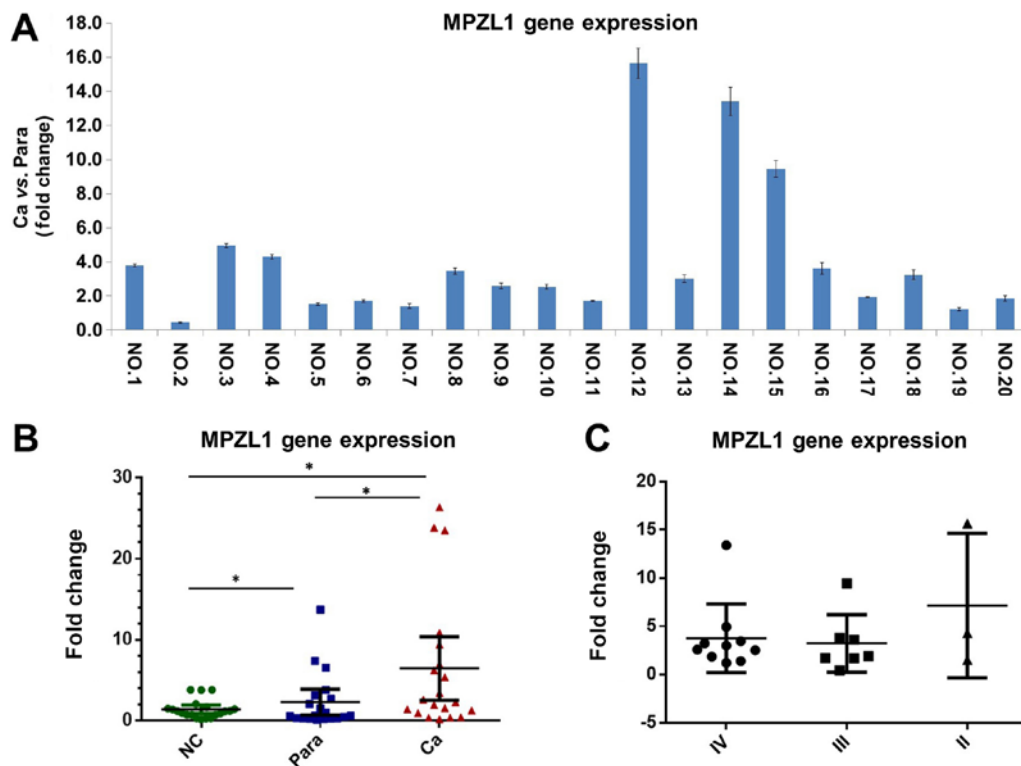 A
MPZL1 gene expression
Ca vs. Para
(fold change)
18.0
16.0
14.0
12.0
10.0
8.0
6.0
4.0
2.0
0.0
NO.1
NO.2
NO.3
NO.4
NO.5
NO.6
NO.7
NO.8
NO.9
NO.10
NO.11
NO.12
NO.13
NO.14
NO.15
NO.16
NO.17
NO.18
NO.19
NO.20
B
MPZL1 gene expression
Fold change
30
20
10
0
*
*
*
NC
Para
Ca
C
MPZL1 gene expression
Fold change
20
15
10
5
0
-5
IV
III
II